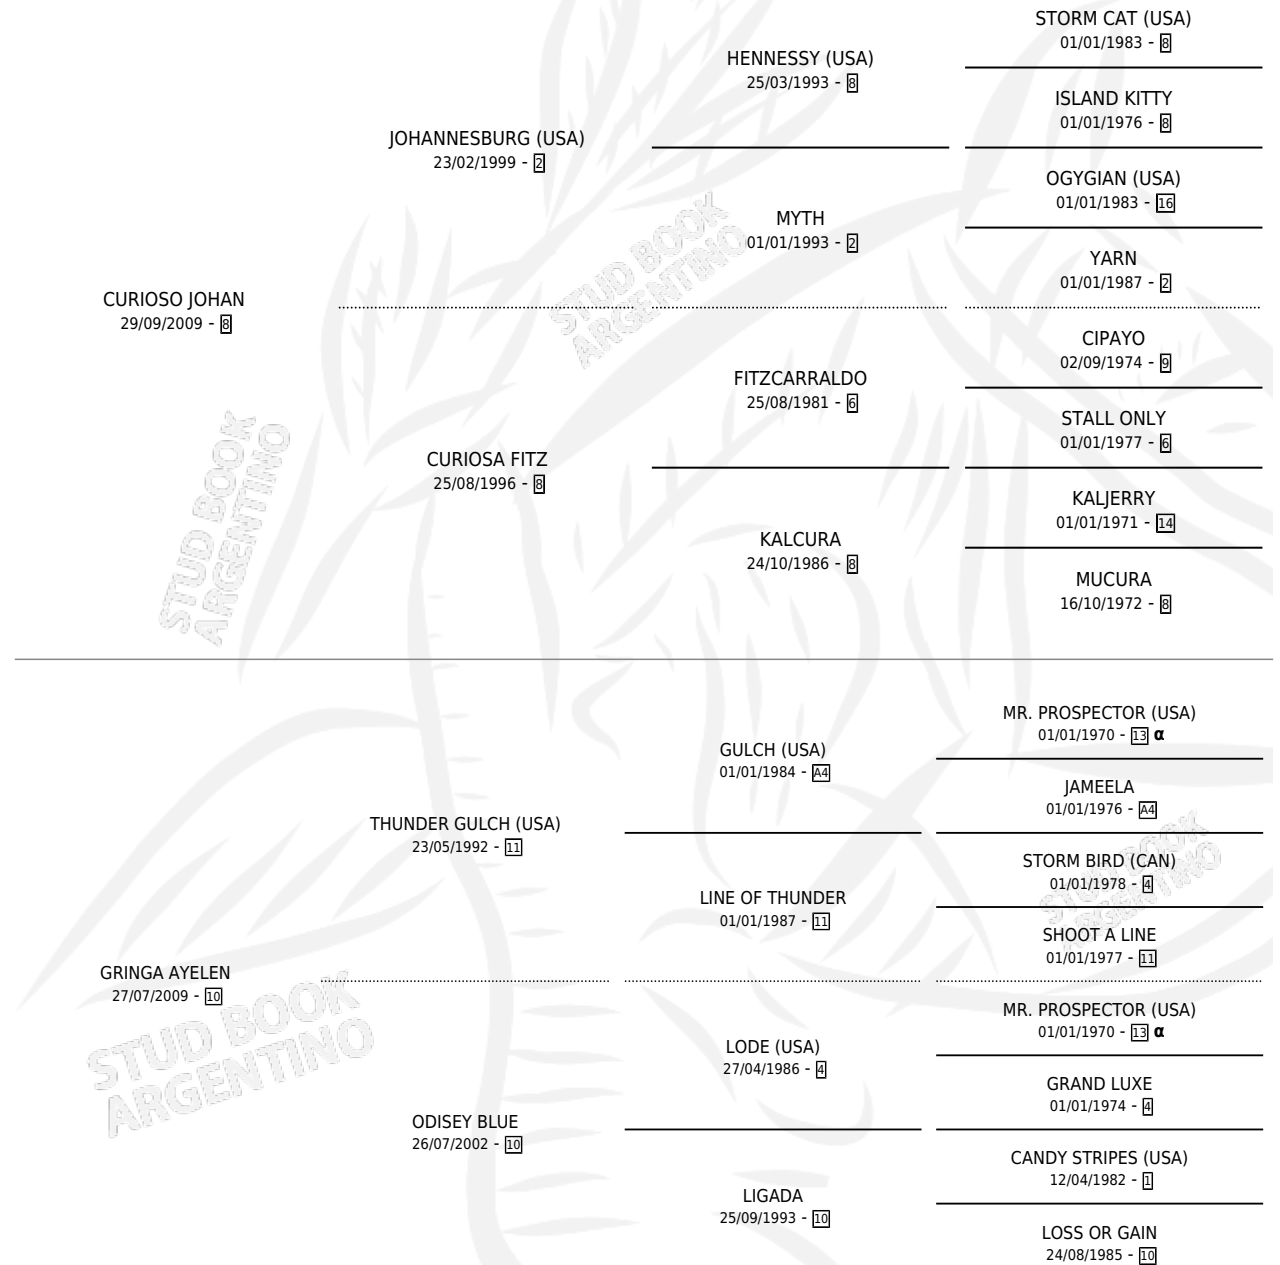 STORM CAT (USA)
01/01/1983 - 8
HENNESSY (USA)
25/03/1993 - 8
ISLAND KITTY
01/01/1976 - 8
JOHANNESBURG (USA)
23/02/1999 - 2
OGYGIAN (USA)
01/01/1983 - 16
MYTH
01/01/1993 - 2
YARN
01/01/1987 - 2
STUD BOOK
ARGENTINO
CURIOSO JOHAN
29/09/2009 - 8
CIPAYO
02/09/1974 - 9
FITZCARRALDO
25/08/1981 - 6
STALL ONLY
01/01/1977 - 6
CURIOSA FITZ
25/08/1996 - 8
KALJERRY
01/01/1971 - 14
KALCURA
24/10/1986 - 8
MUCURA
16/10/1972 - 8
STUD BOOK
ARGENTINO
MR. PROSPECTOR (USA)
01/01/1970 - 13 α
GULCH (USA)
01/01/1984 - A4
JAMEELA
01/01/1976 - A4
THUNDER GULCH (USA)
23/05/1992 - 11
STORM BIRD (CAN)
01/01/1978 - 4
LINE OF THUNDER
01/01/1987 - 11
SHOOT A LINE
01/01/1977 - 11
STUD BOOK
ARGENTINO
GRINGA AYELEN
27/07/2009 - 10
MR. PROSPECTOR (USA)
01/01/1970 - 13 α
LODE (USA)
27/04/1986 - 4
GRAND LUXE
01/01/1974 - 4
STUD BOOK
ARGENTINO
ODISEY BLUE
26/07/2002 - 10
CANDY STRIPES (USA)
12/04/1982 - 1
LIGADA
25/09/1993 - 10
LOSS OR GAIN
24/08/1985 - 10